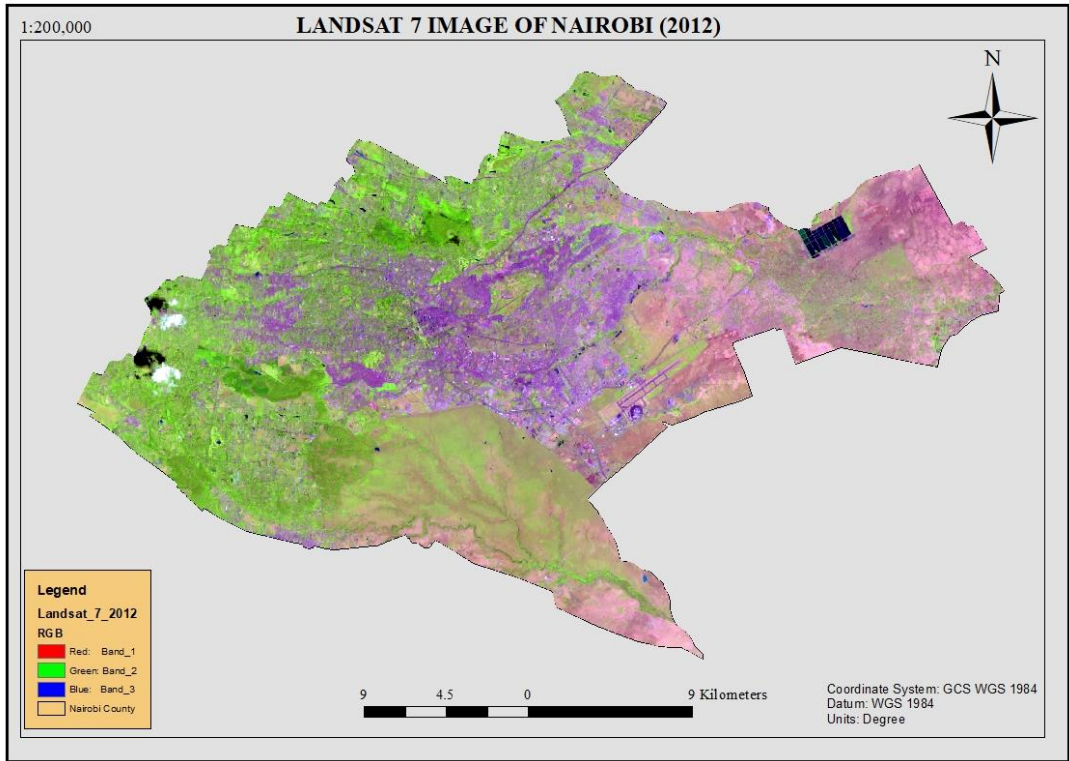 1:200,000
LANDSAT 7 IMAGE OF NAIROBI (2012)
N
Legend
Landsat_7_2012
RGB
Red: Band_1
Green: Band_2
Blue: Band_3
Nairobi County
9 4.5 0 9 Kilometers
Coordinate System: GCS WGS 1984
Datum: WGS 1984
Units: Degree